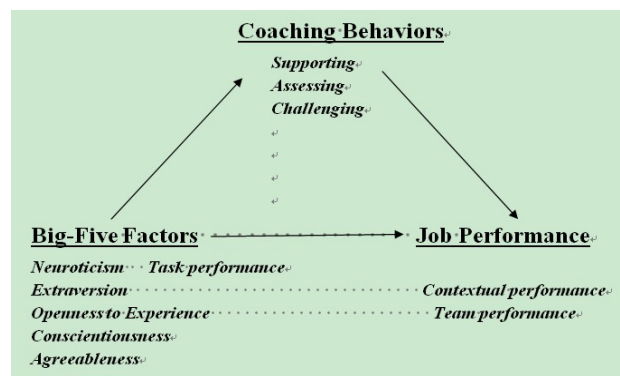 Coaching Behaviors
Supporting
Assessing
Challenging
Big-Five Factors Job Performance
Neuroticism Task performance
Extraversion Contextual performance
Openness to Experience Team performance
Conscientiousness
Agreeableness